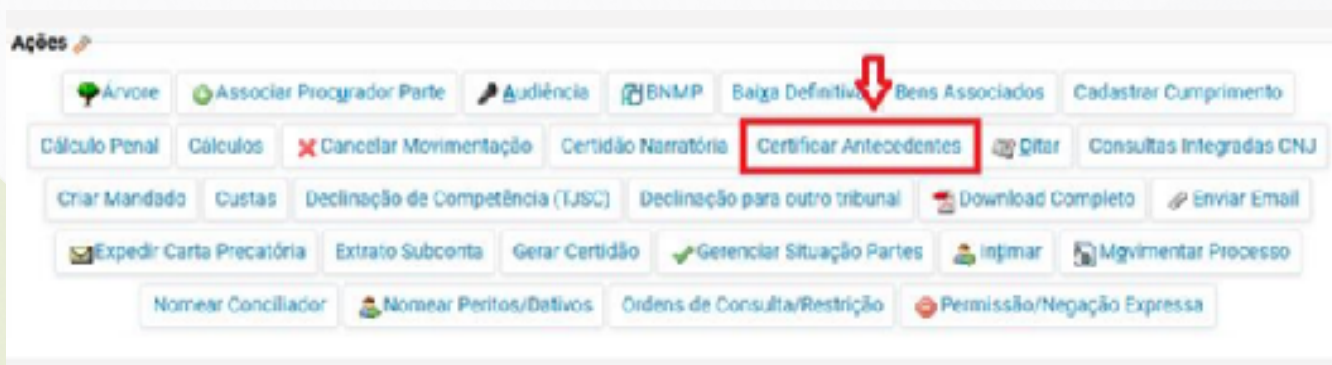 Ações
Árvore Associar Procurador Parte Audiência BNMP Baixa Definitiva Bens Associados Cadastrar Cumprimento
Cálculo Penal Cálculos Cancelar Movimentação Certidão Narratória Certificar Antecedentes Citar Consultas Integradas CNJ
Criar Mandado Custas Declinação de Competência (TJSC) Declinação para outro tribunal Download Completo Enviar Email
Expedir Carta Precatória Extrato Subconta Gerar Certidão Gerenciar Situação Partes Intimar Movimentar Processo
Nomear Conciliador Nomear Peritos/Dativos Ordens de Consulta/Restrição Permissão/Negação Expressa